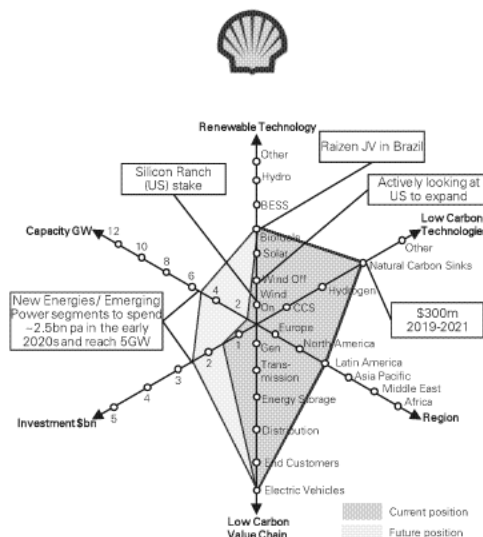 Renewable Technology
Raizen JV in Brazil
Other
Silicon Ranch
(US) stake
Hydro
Actively looking at
US to expand
BESS
Low Carbon
Technologies
Capacity GW
12
10
8
6
4
2
Biofuels
Solar
Wind Off
Wind
On
Other
Natural Carbon Sinks
Hydrogen
CCS
New Energies/ Emerging
Power segments to spend
~2.5bn pa in the early
2020s and reach 5GW
$300m
2019-2021
1
2
3
4
5
Investment $bn
Europe
North America
Latin America
Asia Pacific
Middle East
Africa
Region
Gen
Trans-
mission
Energy Storage
Distribution
End Customers
Electric Vehicles
Low Carbon
Value Chain
Current position
Future position